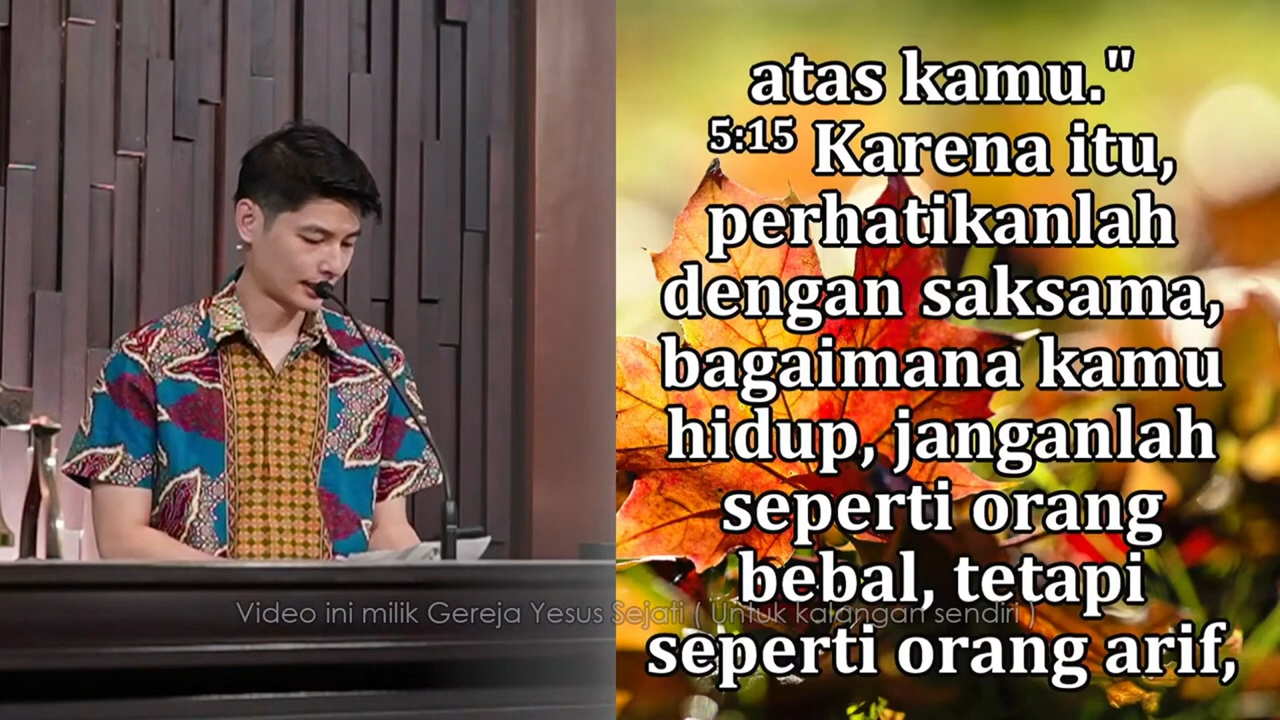 atas kamu."
5:15 Karena itu,
perhatikanlah
dengan saksama,
bagaimana kamu
hidup, janganlah
seperti orang
bebal, tetapi
Video ini milik Gereja Yesus Sejati ( Untuk kalangan sendiri )
seperti orang arif,